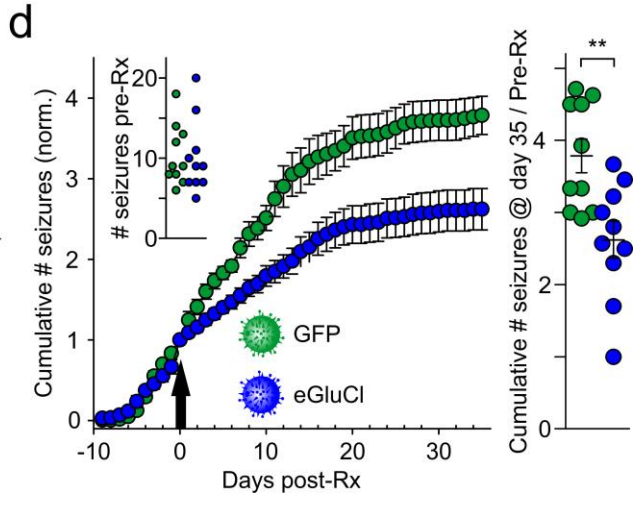 d
Cumulative # seizures (norm.)
4
3
2
1
0
-10
0
10
20
30
Days post-Rx
# seizures pre-Rx
20
10
0
GFP
eGluCl
Cumulative # seizures @ day 35 / Pre-Rx
4
2
0
**